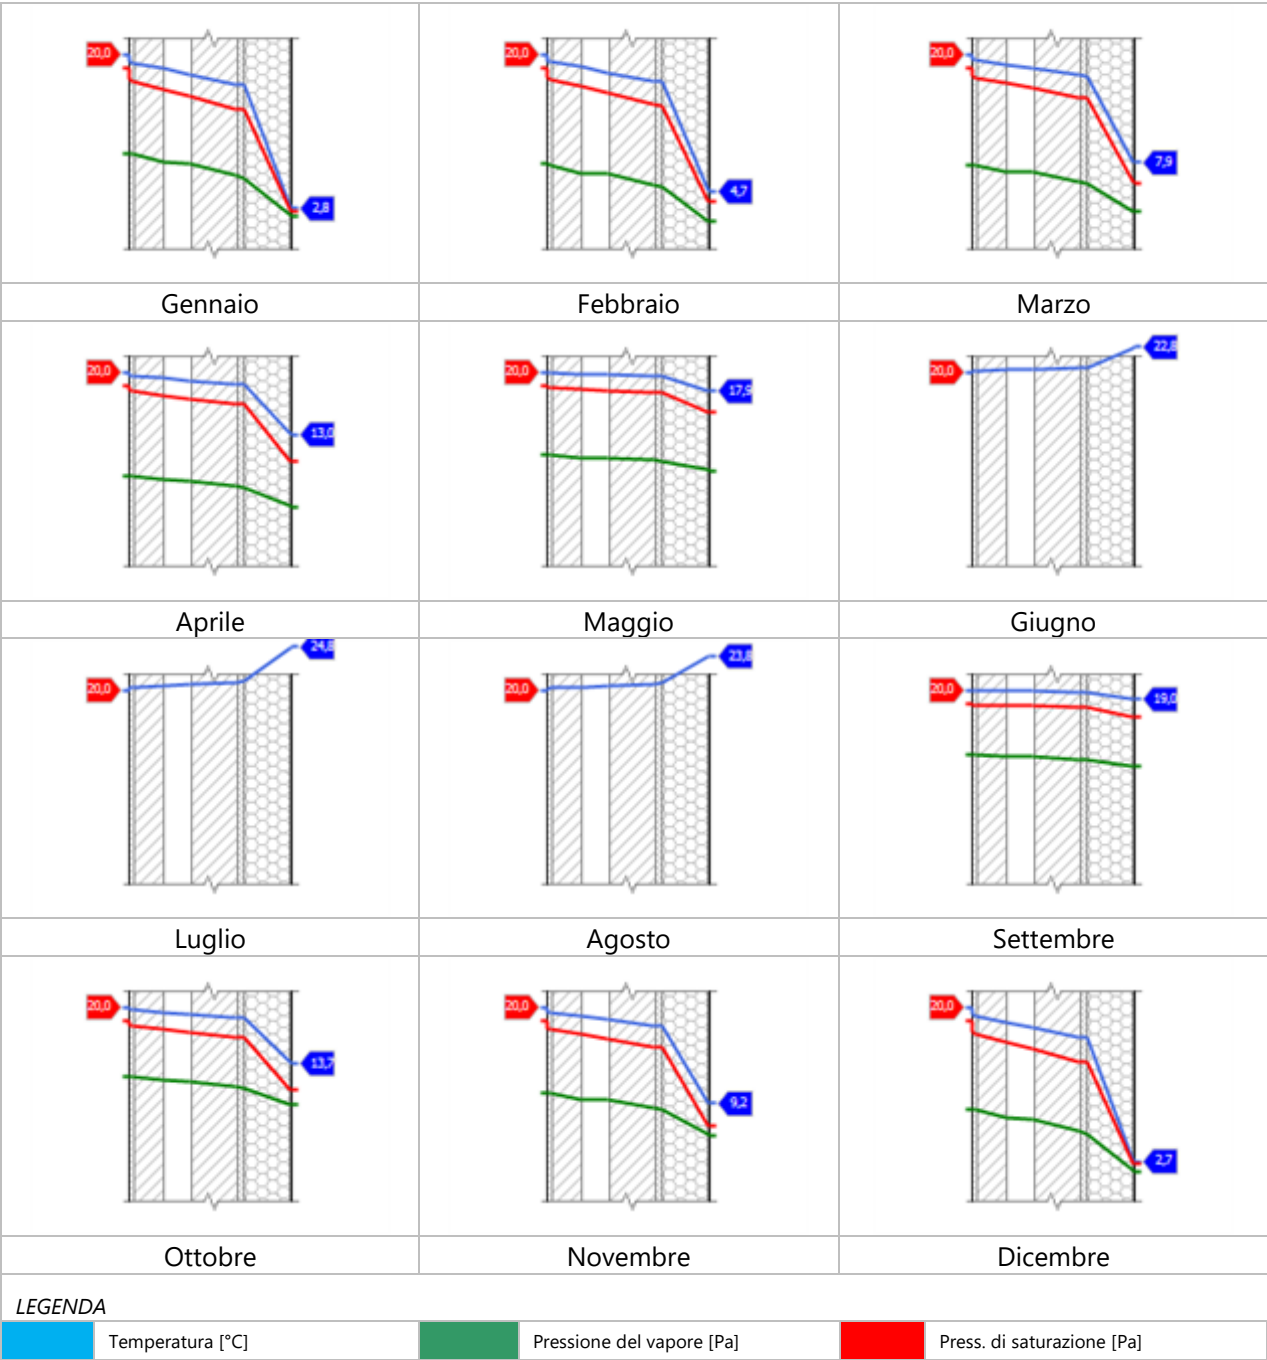 20,0 2,8
20,0 4,7
20,0 7,9
Gennaio
Febbraio
Marzo
20,0 13,0
20,0 17,9
20,0 22,8
Aprile
Maggio
Giugno
20,0 24,8
20,0 23,8
20,0 19,0
Luglio
Agosto
Settembre
20,0 13,7
20,0 9,2
20,0 2,7
Ottobre
Novembre
Dicembre
LEGENDA
Temperatura [°C]
Pressione del vapore [Pa]
Press. di saturazione [Pa]